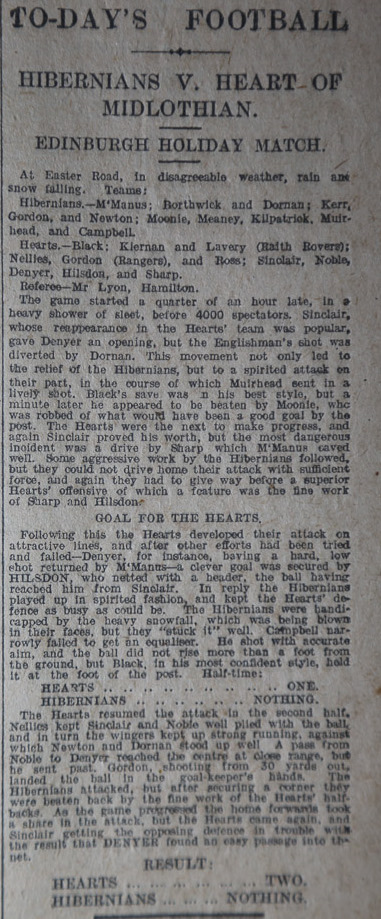 TO-DAY'S FOOTBALL
HIBERNIANS V. HEART OF
MIDLOTHIAN.
EDINBURGH HOLIDAY MATCH.
At Easter Road, in disagreeable weather, rain and
snow falling. Teams:
Hibernians.—M'Manus; Borthwick and Dornan; Kerr,
Gordon, and Newton; Moonie, Meaney, Kilpatrick, Muir-
head, and Campbell.
Hearts.—Black; Kiernan and Lavery (Raith Rovers);
Nellies, Gordon (Rangers), and Ross; Sinclair, Noble,
Denyer, Hilsdon, and Sharp.
Referee—Mr Lyon, Hamilton.
The game started a quarter of an hour late, in a
heavy shower of sleet, before 4000 spectators. Sinclair,
whose reappearance in the Hearts' team was popular,
gave Denyer an opening, but the Englishman's shot was
diverted by Dornan. This movement not only led to
the relief of the Hibernians, but to a spirited attack on
their part, in the course of which Muirhead sent in a
lively shot. Black's save was n his best style, but a
minute later he appeared to be beaten by Moonie, who
was robbed of what would have been a good goal by the
post. The Hearts were the next to make progress, and
again Sinclair proved his worth, but the most dangerous
incident was a drive by Sharp which M'Manus saved
well. Some aggressive work by the Hibernians followed,
but they could not drive home their attack with sufficient
force, and again they had to give way before a superior
Hearts' offensive of which a feature was the fine work
of Sharp and Hilsdon.
GOAL FOR THE HEARTS.
Following this the Hearts developed their attack on
attractive lines, and after other efforts had been tried
and failed—Denyer, for instance, having a hard, low
shot returned by M'Manus—a clever goal was secured by
HILSDON, who netted with a header, the ball having
reached him from Sinclair. In reply the Hibernians
played up in spirited fashion, and kept the Hearts' de-
fence as busy as could be. The Hibernians were handi-
capped by the heavy snowfall, which was being blown
in their faces, but they "stuck it" well. Campbell nar-
rowly failed to get an equaliser. He shot with accurate
aim, and the ball did not rise more than a foot from
the ground, but Black, in his most confident style, held
it at the foot of the post. Half-time:
HEARTS .. .. .. .. .. .. .. .. .. ONE.
HIBERNIANS .. .. .. .. .. .. NOTHING.
The Hearts resumed the attack in the second half,
Nellies kept Sinclair and Noble well plied with the ball,
and in turn the wingers kept up strong running, against
which Newton and Dornan stood up well A pass from
Noble to Denyer reached the centre at close range, but
he sent past. Gordon, shooting from 30 yards out,
landed the ball in the goal-keeper's hands. The
Hibernians attacked, but after securing a corner they
were beaten back by the fine work of the Hearts' half-
backs. As the game progressed the home forwards took
a share in the attack, but the Hearts came again, and
Sinclair getting the opposing defence in trouble with
the result that DENYER found an easy passage into the
net.
RESULT:
HEARTS ... ... ... ... ... TWO.
HIBERNIANS ... ... ... NOTHING.